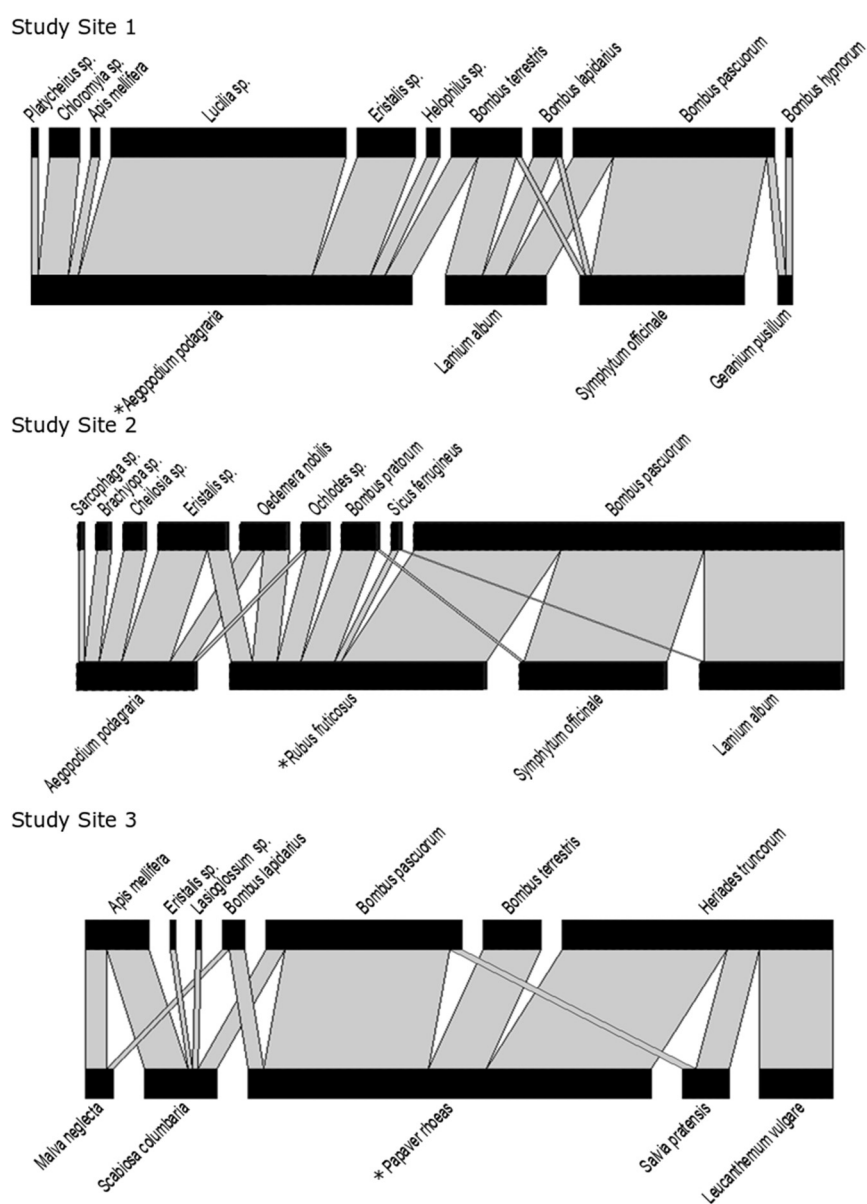 Study Site 1
Platycheirus sp.
Chloromyia sp.
Apis mellifera
Lucilia sp.
Eristalis sp.
Helophilus sp.
Bombus terrestris
Bombus lapidarius
Bombus pascuorum
Bombus hypnorum
*Aegopodium podagraria
Lamium album
Symphytum officinale
Geranium pusillum
Study Site 2
Sarcophaga sp.
Brachyopa sp.
Cheilosia sp.
Eristalis sp.
Oedemera nobilis
Ochlodes sp.
Bombus pratorum
Sicus ferrugineus
Bombus pascuorum
Aegopodium podagraria
*Rubus fruticosus
Symphytum officinale
Lamium album
Study Site 3
Apis mellifera
Eristalis sp.
Lasioglossum sp.
Bombus lapidarius
Bombus pascuorum
Bombus terrestris
Heriades truncorum
Malva neglecta
Scabiosa columbaria
* Papaver rhoeas
Salvia pratensis
Leucanthemum vulgare